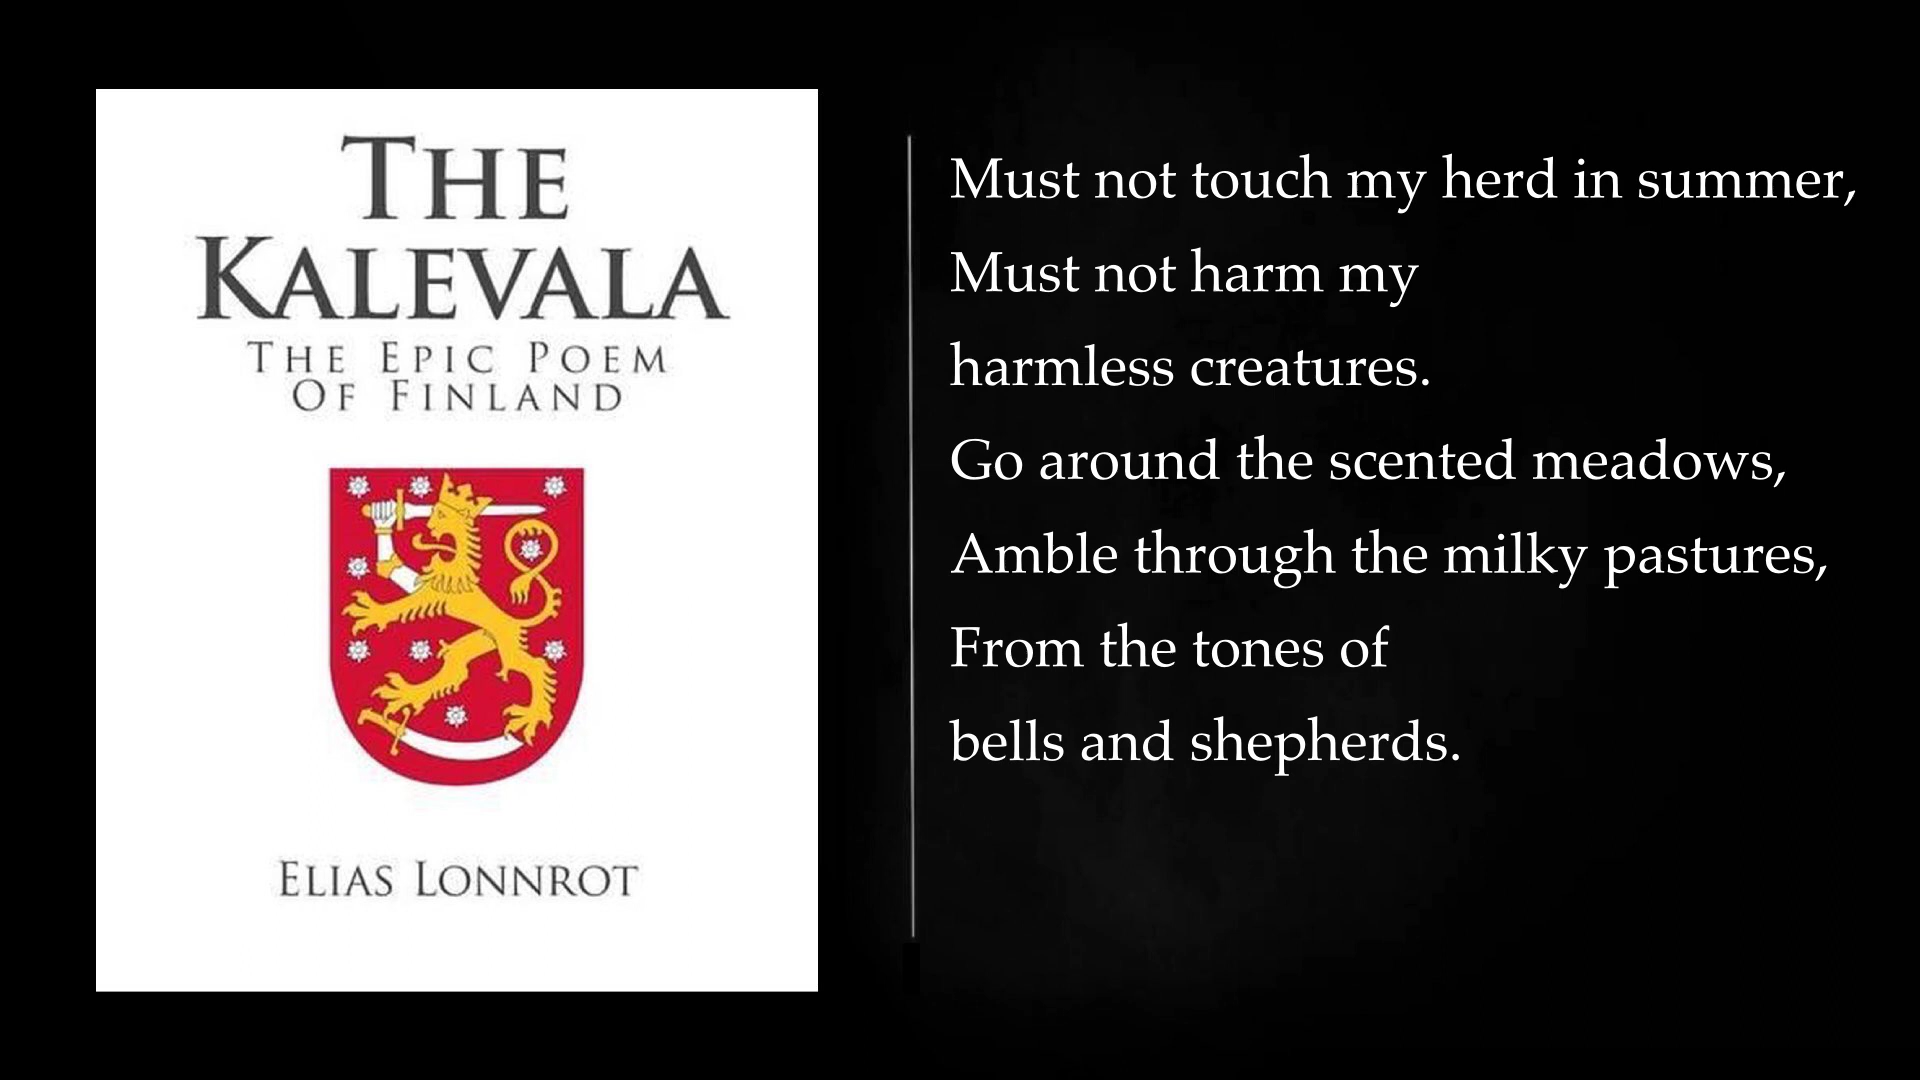 THE
KALEVALA
THE EPIC POEM
OF FINLAND
ELIAS LONNROT
Must not touch my herd in summer,
Must not harm my
harmless creatures.
Go around the scented meadows,
Amble through the milky pastures,
From the tones of
bells and shepherds.